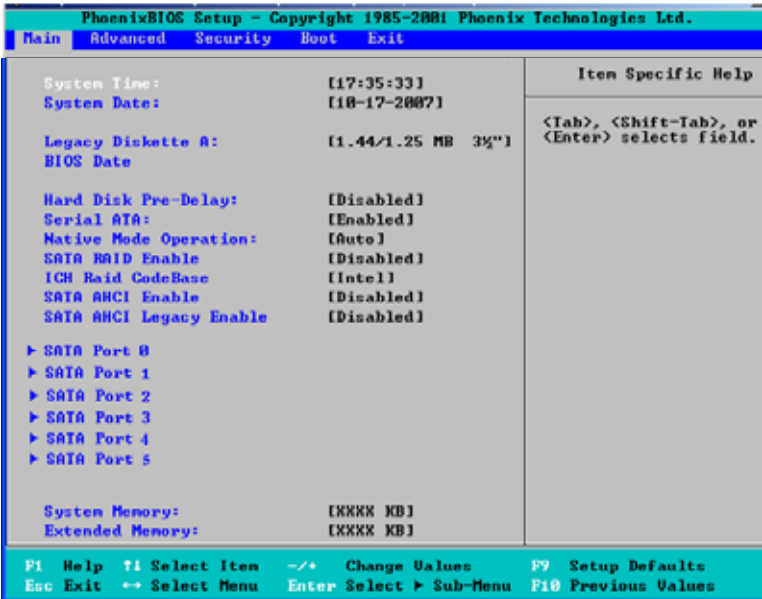 PhoenixBIOS Setup - Copyright 1985-2001 Phoenix Technologies Ltd.
Main Advanced Security Boot Exit
Item Specific Help
System Time: [17:35:33]
System Date: [10-17-2007]
<Tab>, <Shift-Tab>, or
<Enter> selects field.
Legacy Diskette A: [1.44/1.25 MB 3½"]
BIOS Date
Hard Disk Pre-Delay: [Disabled]
Serial ATA: [Enabled]
Native Mode Operation: [Auto]
SATA RAID Enable [Disabled]
ICH Raid CodeBase [Intel]
SATA AHCI Enable [Disabled]
SATA AHCI Legacy Enable [Disabled]
▶ SATA Port 0
▶ SATA Port 1
▶ SATA Port 2
▶ SATA Port 3
▶ SATA Port 4
▶ SATA Port 5
System Memory: [XXXX KB]
Extended Memory: [XXXX KB]
F1 Help ↑↓ Select Item -/+ Change Values F9 Setup Defaults
Esc Exit ↔ Select Menu Enter Select ▶ Sub-Menu F10 Previous Values